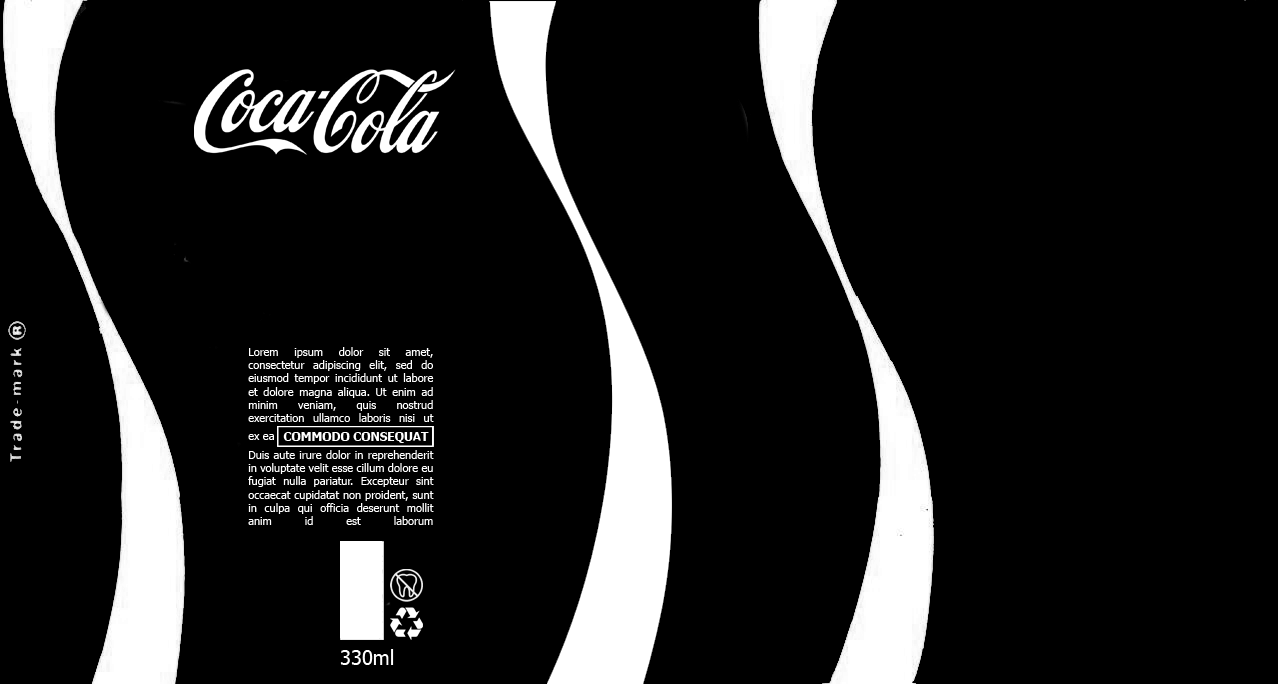 Coca-Cola
Trade-mark ®
Lorem ipsum dolor sit amet,
consectetur adipiscing elit, sed do
eiusmod tempor incididunt ut labore
et dolore magna aliqua. Ut enim ad
minim veniam, quis nostrud
exercitation ullamco laboris nisi ut
ex ea COMMODO CONSEQUAT
Duis aute irure dolor in reprehenderit
in voluptate velit esse cillum dolore eu
fugiat nulla pariatur. Excepteur sint
occaecat cupidatat non proident, sunt
in culpa qui officia deserunt mollit
anim id est laborum
330ml